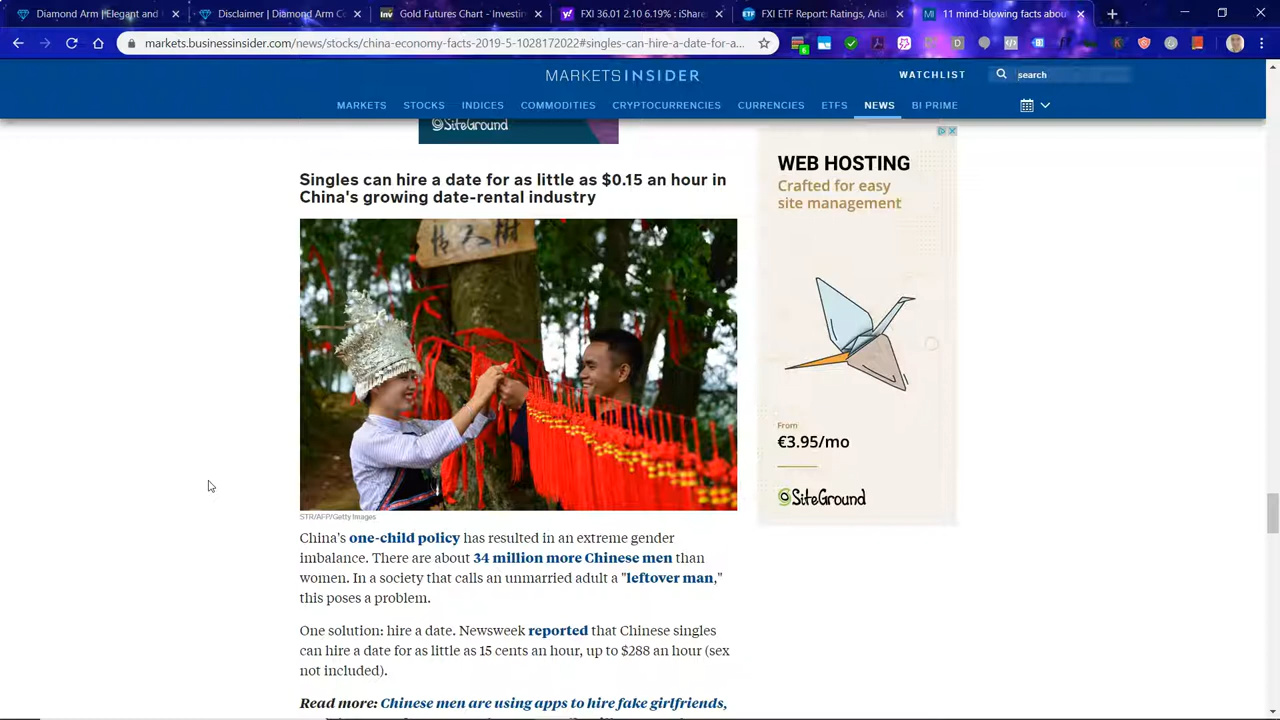 Diamond Arm |Elegant and
Disclaimer | Diamond Arm C
Gold Futures Chart - Investin
FXI 36.01 2.10 6.19% : iShare
FXI ETF Report: Ratings, Anal
11 mind-blowing facts about
markets.businessinsider.com/news/stocks/china-economy-facts-2019-5-1028172022#singles-can-hire-a-date-for-a...
MARKETS INSIDER
WATCHLIST
search
MARKETS STOCKS INDICES COMMODITIES CRYPTOCURRENCIES CURRENCIES ETFS NEWS BI PRIME
SiteGround
Singles can hire a date for as little as $0.15 an hour in
China's growing date-rental industry
STR/AFP/Getty Images
China's one-child policy has resulted in an extreme gender
imbalance. There are about 34 million more Chinese men than
women. In a society that calls an unmarried adult a "leftover man,"
this poses a problem.
One solution: hire a date. Newsweek reported that Chinese singles
can hire a date for as little as 15 cents an hour, up to $288 an hour (sex
not included).
Read more: Chinese men are using apps to hire fake girlfriends,
WEB HOSTING
Crafted for easy
site management
From
€3.95/mo
SiteGround